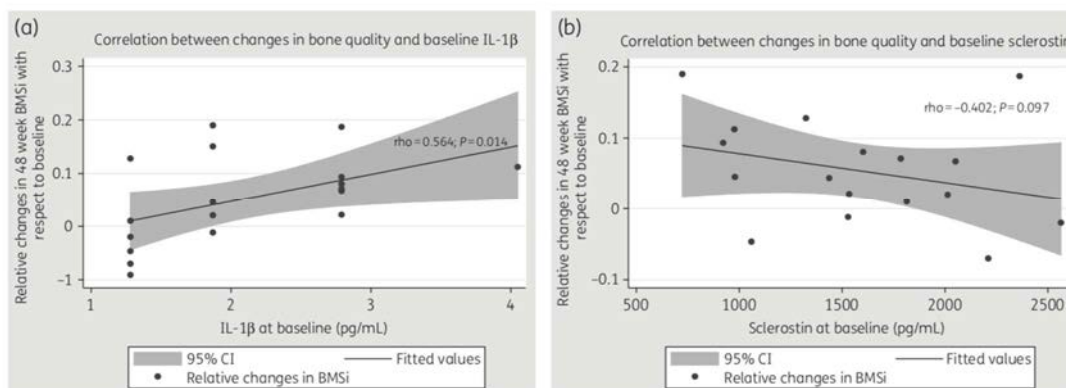 (a)
Correlation between changes in bone quality and baseline IL-1β
Relative changes in 48 week BMSi with
respect to baseline
0.3
0.2
0.1
0
–1
rho = 0.564; P = 0.014
1
2
3
4
IL-1β at baseline (pg/mL)
95% CI
Fitted values
Relative changes in BMSi
(b)
Correlation between changes in bone quality and baseline sclerostin
Relative changes in 48 week BMSi with
respect to baseline
0.2
0.1
0.0
–0.1
rho = –0.402; P = 0.097
500
1000
1500
2000
2500
Sclerostin at baseline (pg/mL)
95% CI
Fitted values
Relative changes in BMSi